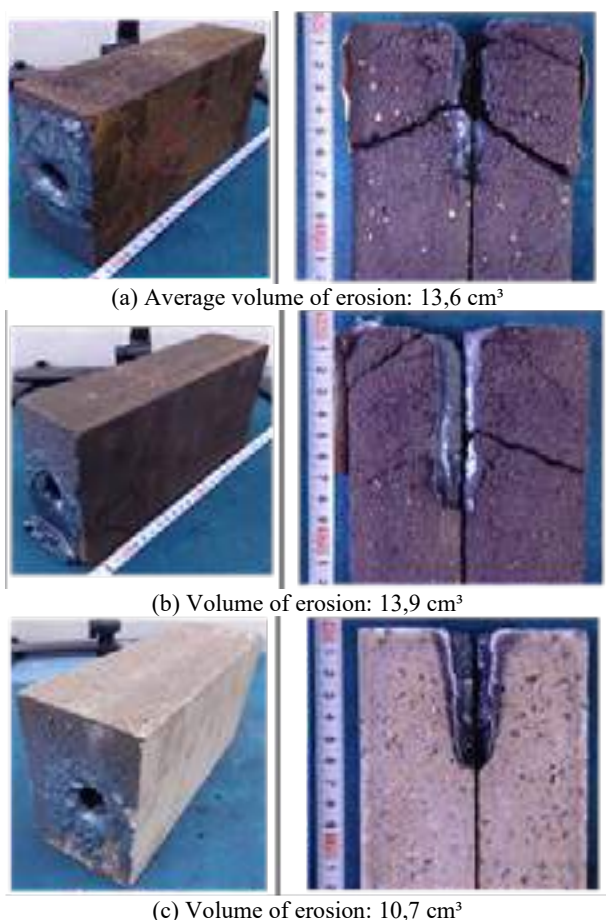 (a) Average volume of erosion: 13,6 cm³
(b) Volume of erosion: 13,9 cm³
(c) Volume of erosion: 10,7 cm³